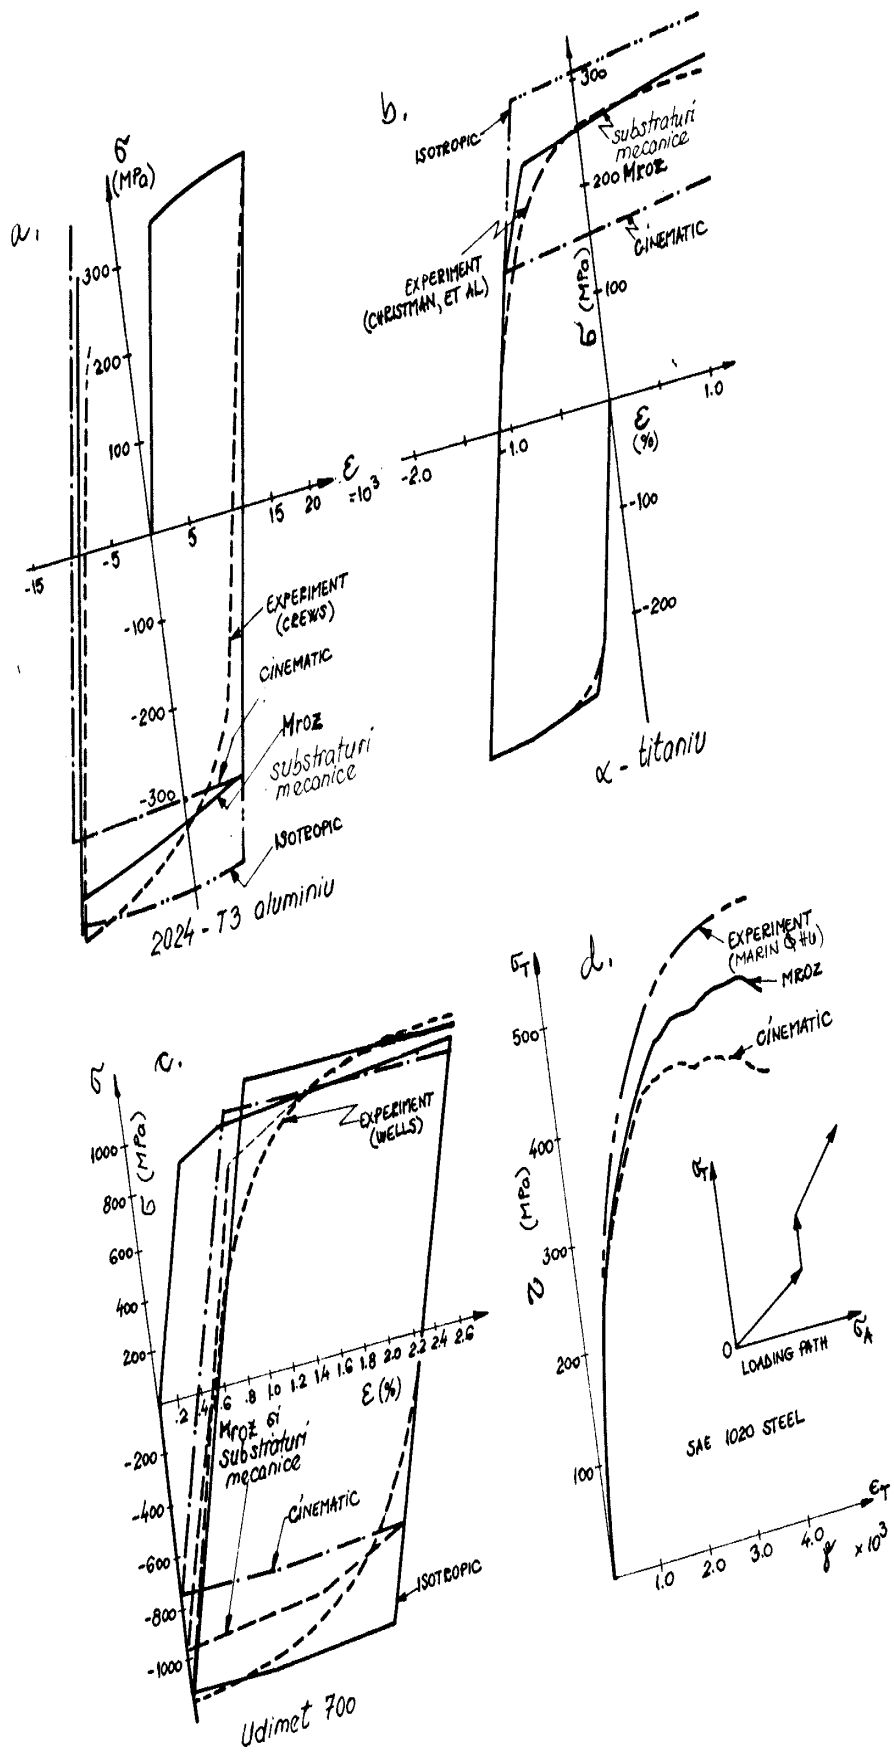 a.
σ
(MPa)
300
200
100
-15
-5
5
15
20
ε
=10³
-100
-200
-300
EXPERIMENT
(CREWS)
CINEMATIC
Mroz
substraturi
mecanice
ISOTROPIC
2024-T3 aluminiu
b.
300
ISOTROPIC
substraturi
mecanice
200 Mroz
CINEMATIC
EXPERIMENT
(CHRISTMAN, ET AL)
σ (MPa)
100
-2.0
-1.0
1.0
ε
(%)
-100
-200
α - titaniu
c.
σ
σ (MPa)
1000
800
600
400
200
EXPERIMENT
(WELLS)
.2 .4 .6 .8 1.0 1.2 1.4 1.6 1.8 2.0 2.2 2.4 2.6
ε (%)
Mroz si
substraturi
mecanice
-200
-400
-600
-800
-1000
CINEMATIC
ISOTROPIC
Udimet 700
d.
σT
500
400
300
200
100
τ (MPa)
EXPERIMENT
(MARIN & HU)
MROZ
CINEMATIC
σT
0
σA
LOADING PATH
SAE 1020 STEEL
1.0 2.0 3.0 4.0
εT
γ ×10³